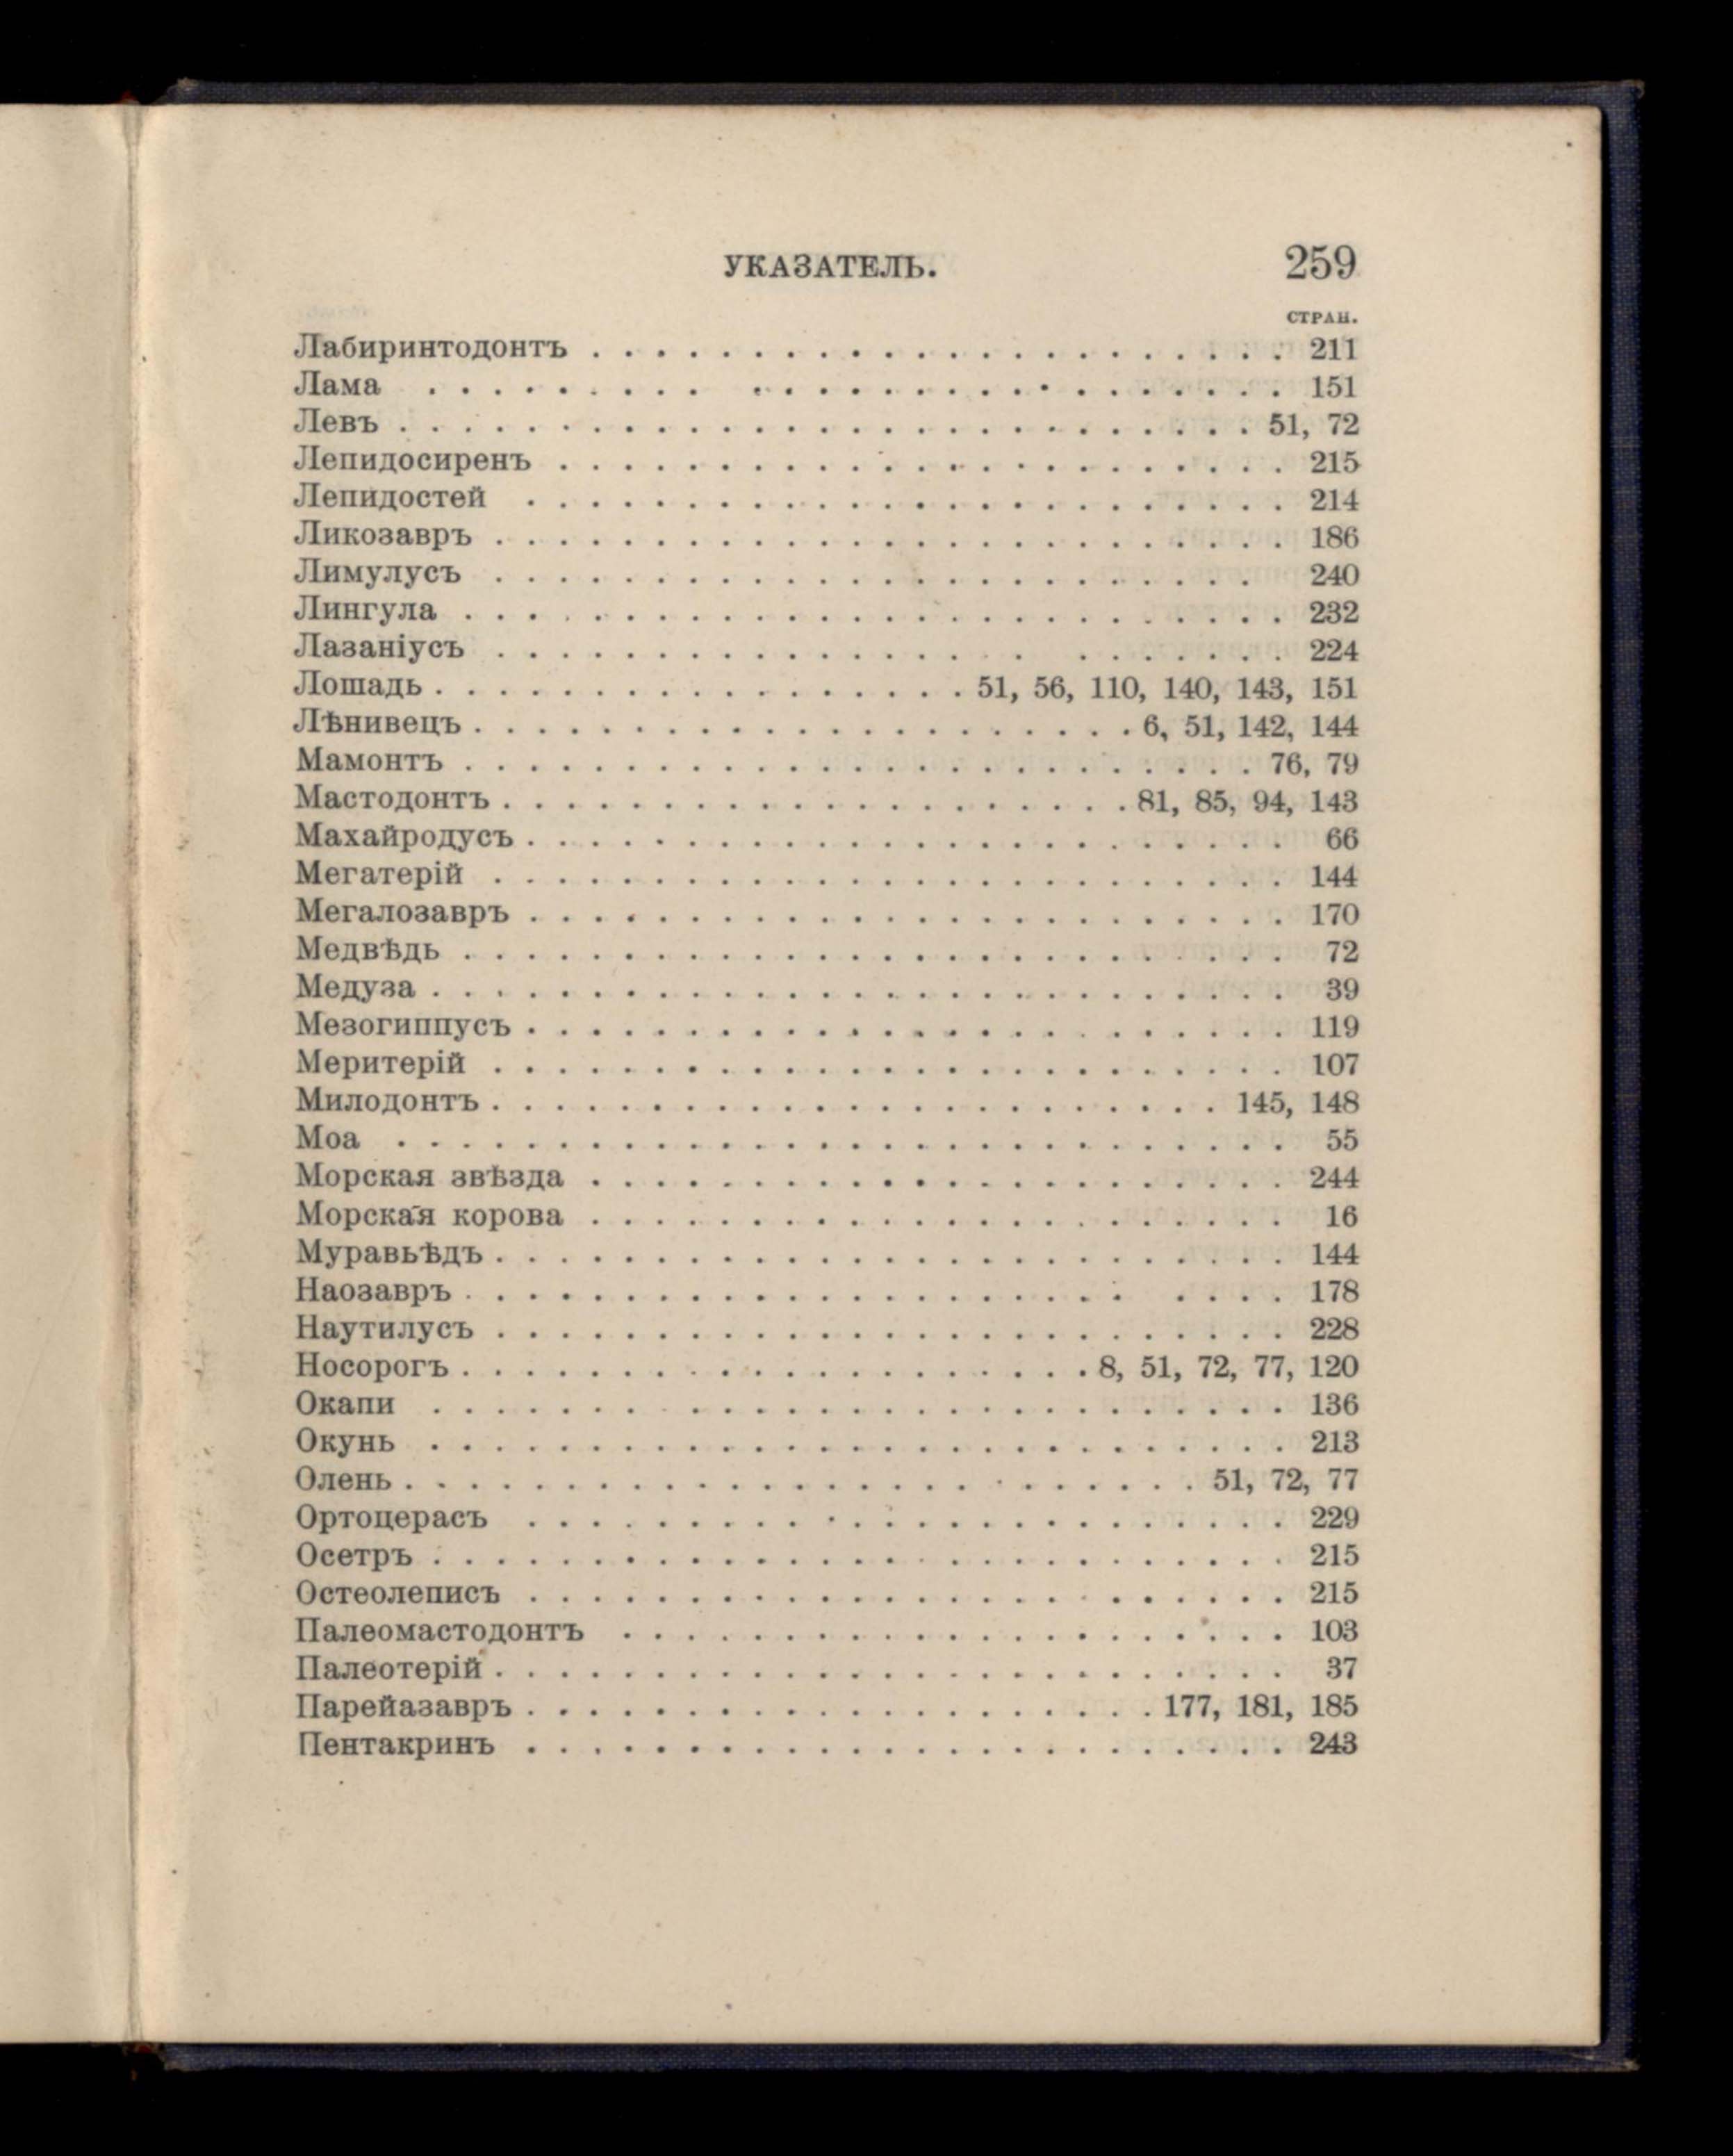 УКАЗАТЕЛЬ. 259
СТРАН.
Лабиринтодонтъ . . . . . . . . . . . . . . . . . . . . . . 211
Лама . . . . . . . . . . . . . . . . . . . . . . . . . . 151
Левъ . . . . . . . . . . . . . . . . . . . . . . . . . . . 51, 72
Лепидосиренъ . . . . . . . . . . . . . . . . . . . . . . . 215
Лепидостей . . . . . . . . . . . . . . . . . . . . . . . . 214
Ликозавръ . . . . . . . . . . . . . . . . . . . . . . . . . 186
Лимулусъ . . . . . . . . . . . . . . . . . . . . . . . . 240
Лингула . . . . . . . . . . . . . . . . . . . . . . . . . . 232
Лазаніусъ . . . . . . . . . . . . . . . . . . . . . . . . 224
Лошадь . . . . . . . . . . . . . . . . . 51, 56, 110, 140, 143, 151
Лѣнивецъ . . . . . . . . . . . . . . . . . . . . . 6, 51, 142, 144
Мамонтъ . . . . . . . . . . . . . . . . . . . . . . . . . 76, 79
Мастодонтъ . . . . . . . . . . . . . . . . . . . . 81, 85, 94, 143
Махайродусъ . . . . . . . . . . . . . . . . . . . . . . . . 66
Мегатерій . . . . . . . . . . . . . . . . . . . . . . . . . 144
Мегалозавръ . . . . . . . . . . . . . . . . . . . . . . . . 170
Медвѣдь . . . . . . . . . . . . . . . . . . . . . . . . . . 72
Медуза . . . . . . . . . . . . . . . . . . . . . . . . . . . 39
Мезогиппусъ . . . . . . . . . . . . . . . . . . . . . . . . 119
Меритерій . . . . . . . . . . . . . . . . . . . . . . . . . 107
Милодонтъ . . . . . . . . . . . . . . . . . . . . . . . 145, 148
Моа . . . . . . . . . . . . . . . . . . . . . . . . . . . . 55
Морская звѣзда . . . . . . . . . . . . . . . . . . . . . . 244
Морская корова . . . . . . . . . . . . . . . . . . . . . . 16
Муравьѣдъ . . . . . . . . . . . . . . . . . . . . . . . . . 144
Наозавръ . . . . . . . . . . . . . . . . . . . . . . . . . 178
Наутилусъ . . . . . . . . . . . . . . . . . . . . . . . . . 228
Носорогъ . . . . . . . . . . . . . . . . . . . . 8, 51, 72, 77, 120
Окапи . . . . . . . . . . . . . . . . . . . . . . . . . . 136
Окунь . . . . . . . . . . . . . . . . . . . . . . . . . . . 213
Олень . . . . . . . . . . . . . . . . . . . . . . . . . 51, 72, 77
Ортоцерасъ . . . . . . . . . . . . . . . . . . . . . . . . 229
Осетръ . . . . . . . . . . . . . . . . . . . . . . . . . . . 215
Остеолеписъ . . . . . . . . . . . . . . . . . . . . . . . . 215
Палеомастодонтъ . . . . . . . . . . . . . . . . . . . . . 103
Палеотерій . . . . . . . . . . . . . . . . . . . . . . . . . 37
Парейазавръ . . . . . . . . . . . . . . . . . . . . 177, 181, 185
Пентакринъ . . . . . . . . . . . . . . . . . . . . . . . . 243